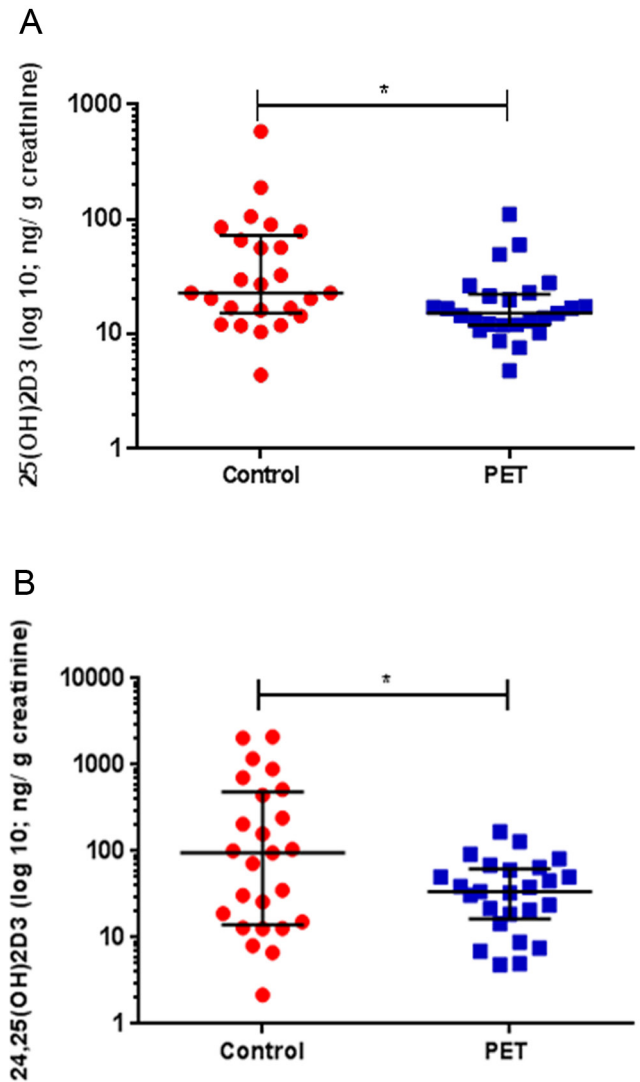 A
25(OH)2D3 (log 10; ng/ g creatinine)
1000
100
10
1
*
Control
PET
B
24,25(OH)2D3 (log 10; ng/ g creatinine)
10000
1000
100
10
1
*
Control
PET